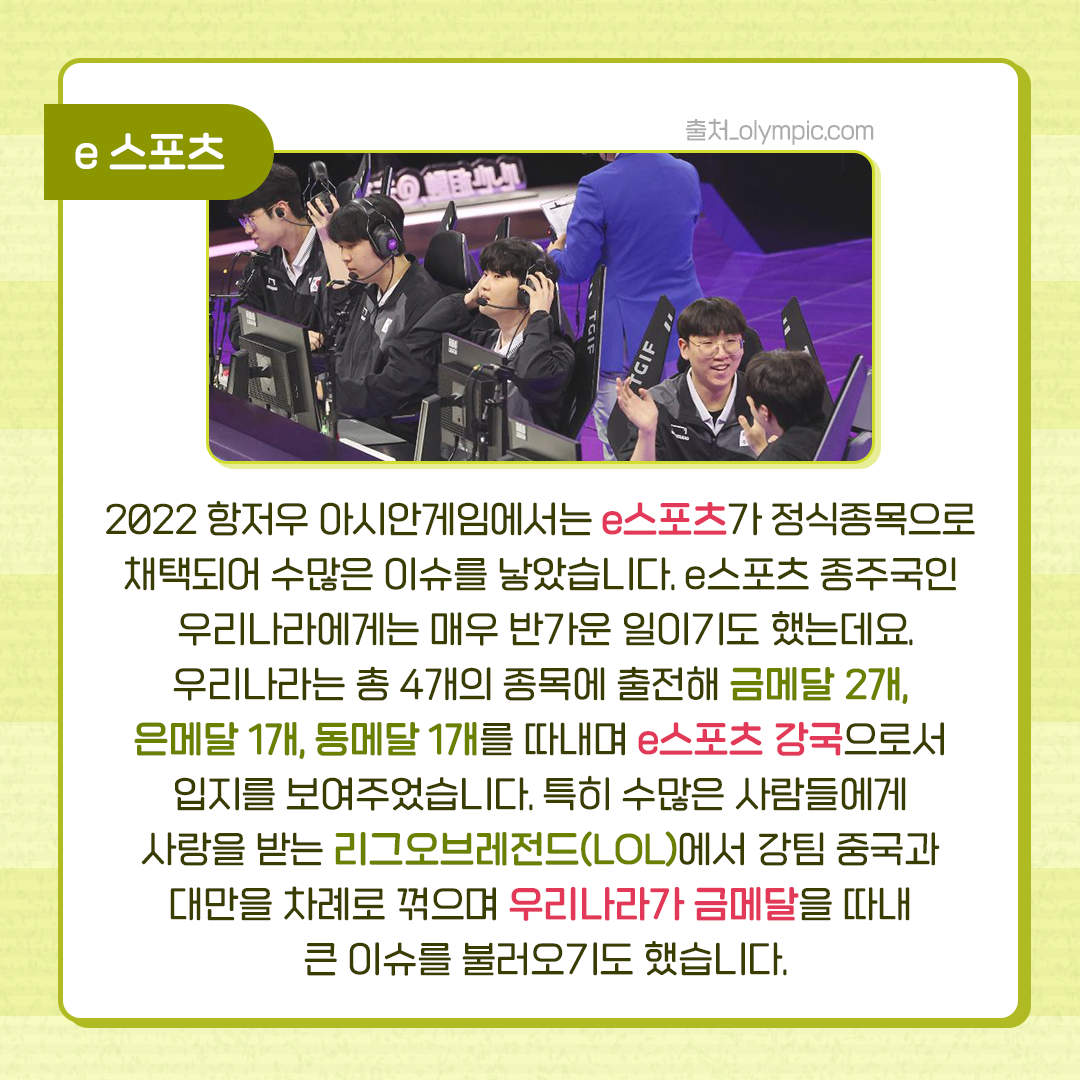 e 스포츠
출처_olympic.com
TGIF
TGIF
2022 항저우 아시안게임에서는 e스포츠가 정식종목으로
채택되어 수많은 이슈를 낳았습니다. e스포츠 종주국인
우리나라에게는 매우 반가운 일이기도 했는데요.
우리나라는 총 4개의 종목에 출전해 금메달 2개,
은메달 1개, 동메달 1개를 따내며 e스포츠 강국으로서
입지를 보여주었습니다. 특히 수많은 사람들에게
사랑을 받는 리그오브레전드(LOL)에서 강팀 중국과
대만을 차례로 꺾으며 우리나라가 금메달을 따내
큰 이슈를 불러오기도 했습니다.